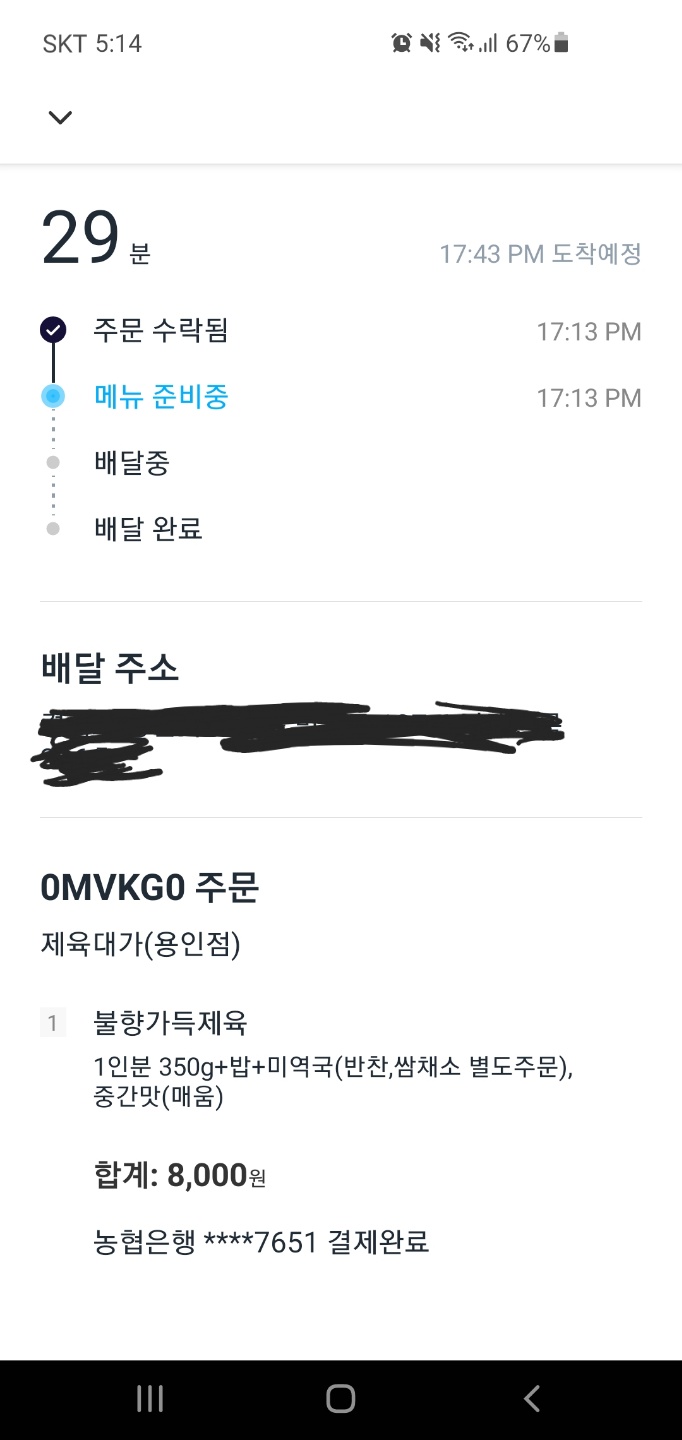 SKT 5:14 67%
29분 17:43 PM 도착예정
주문 수락됨 17:13 PM
메뉴 준비중 17:13 PM
배달중
배달 완료
배달 주소
0MVKG0 주문
제육대가(용인점)
1 불향가득제육
1인분 350g+밥+미역국(반찬,쌈채소 별도주문),
중간맛(매움)
합계: 8,000원
농협은행 ****7651 결제완료